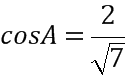 cosA = 2/√7